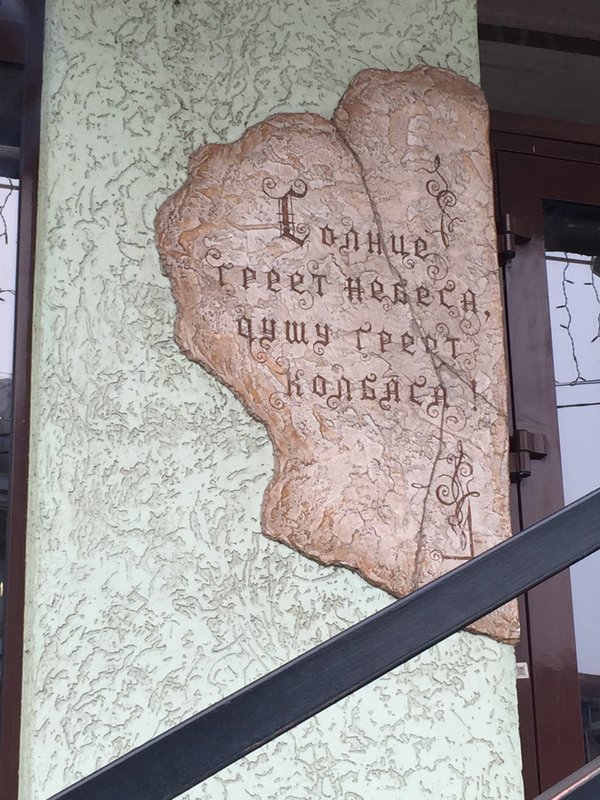 Солнце
греет небеса,
душу греет
колбаса!